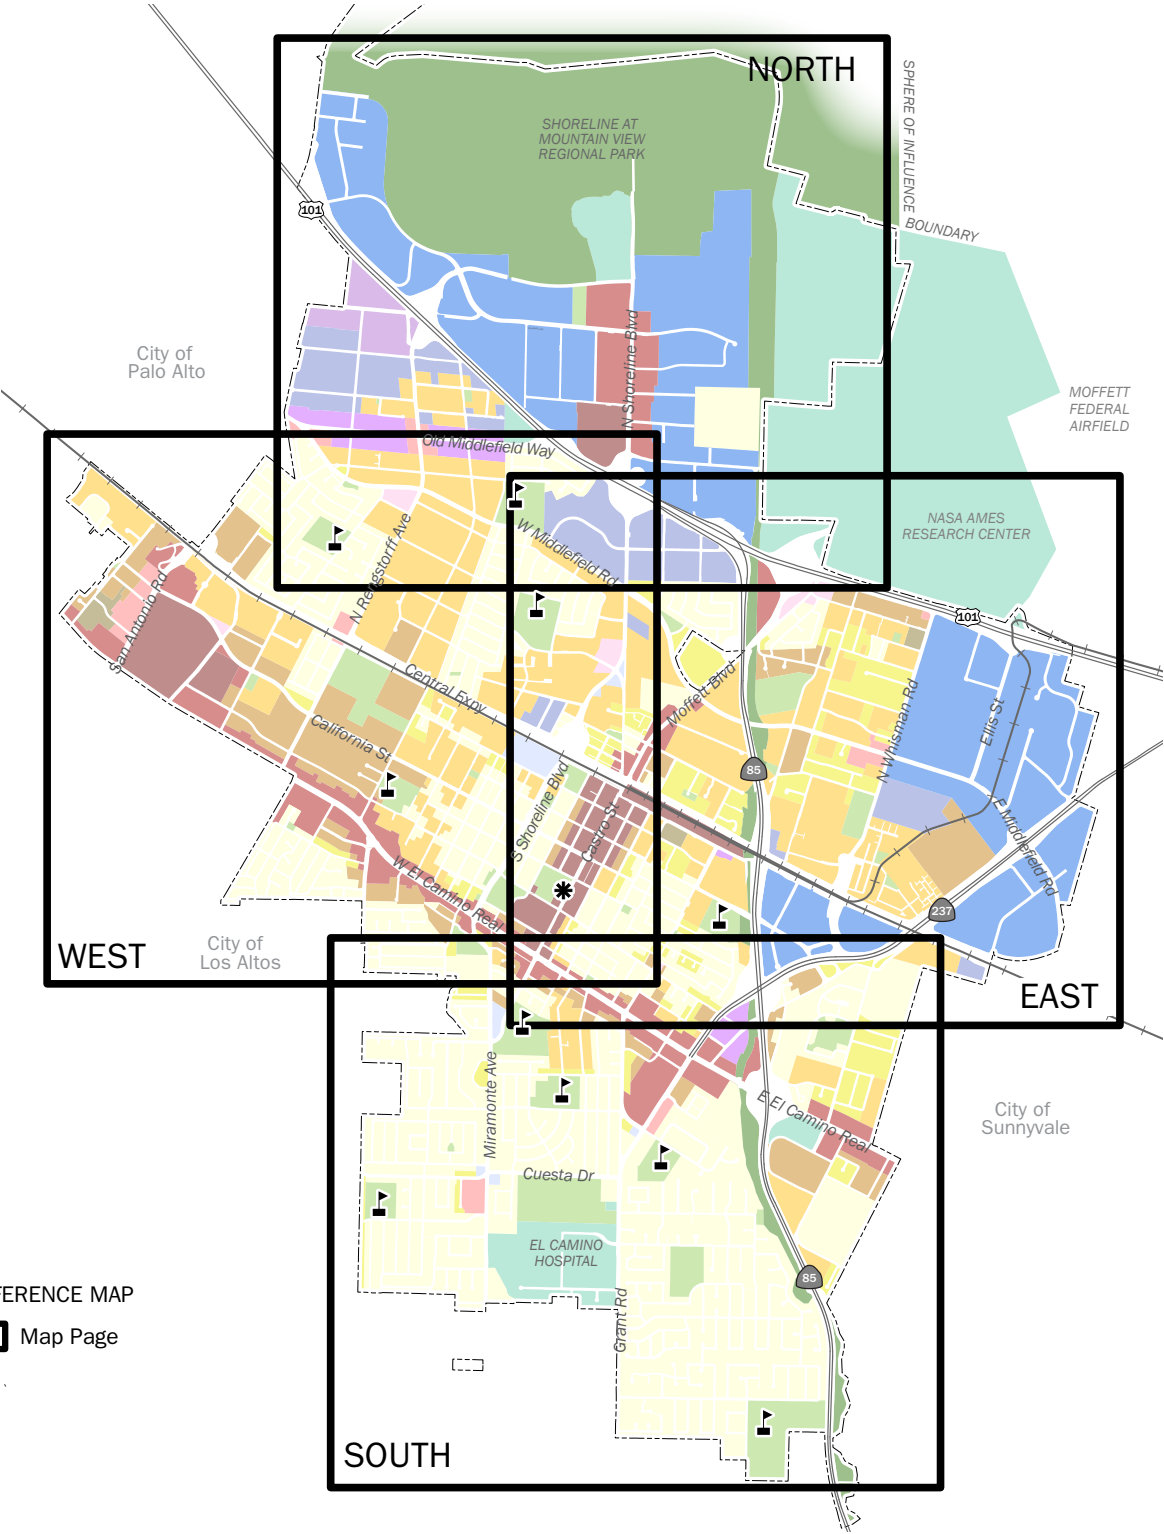 NORTH
SPHERE OF INFLUENCE
BOUNDARY
SHORELINE AT
MOUNTAIN VIEW
REGIONAL PARK
101
N Shoreline Blvd
City of
Palo Alto
MOFFETT
FEDERAL
AIRFIELD
Old Middlefield Way
NASA AMES
RESEARCH CENTER
W Middlefield Rd
N Rengstorff Ave
San Antonio Rd
101
Central Expy
Moffett Blvd
N Whisman Rd
Ellis St
California St
85
S Shoreline Blvd
Castro St
E Middlefield Rd
W El Camino Real
237
WEST
City of
Los Altos
EAST
Miramonte Ave
E El Camino Real
City of
Sunnyvale
Cuesta Dr
EL CAMINO
HOSPITAL
85
Grant Rd
ERENCE MAP
Map Page
SOUTH